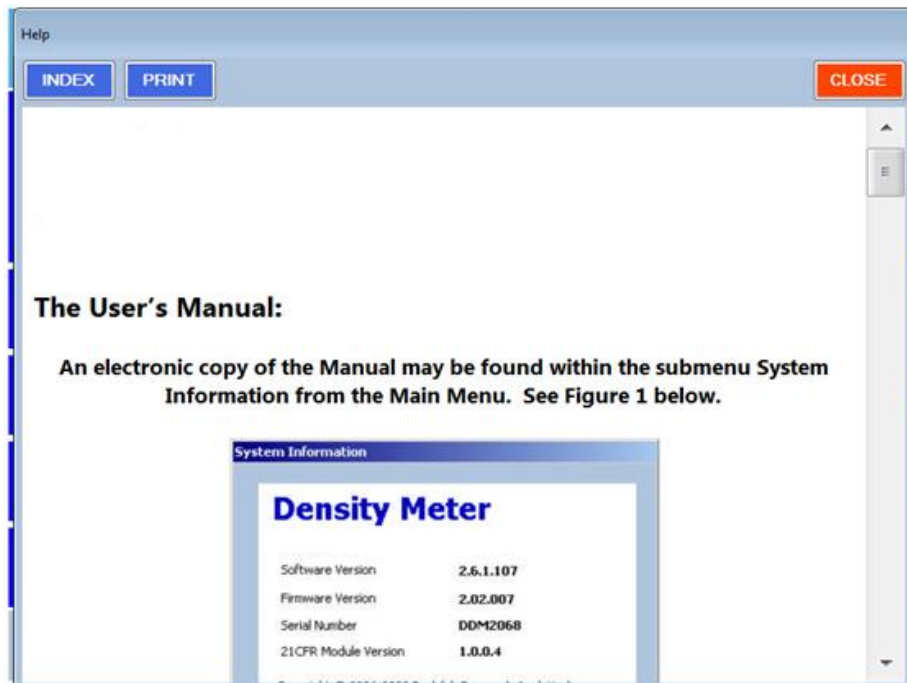 Help
INDEX PRINT CLOSE
The User's Manual:
An electronic copy of the Manual may be found within the submenu System
Information from the Main Menu.  See Figure 1 below.
System Information
Density Meter
Software Version 2.6.1.107
Firmware Version 2.02.007
Serial Number DDM2068
21CFR Module Version 1.0.0.4